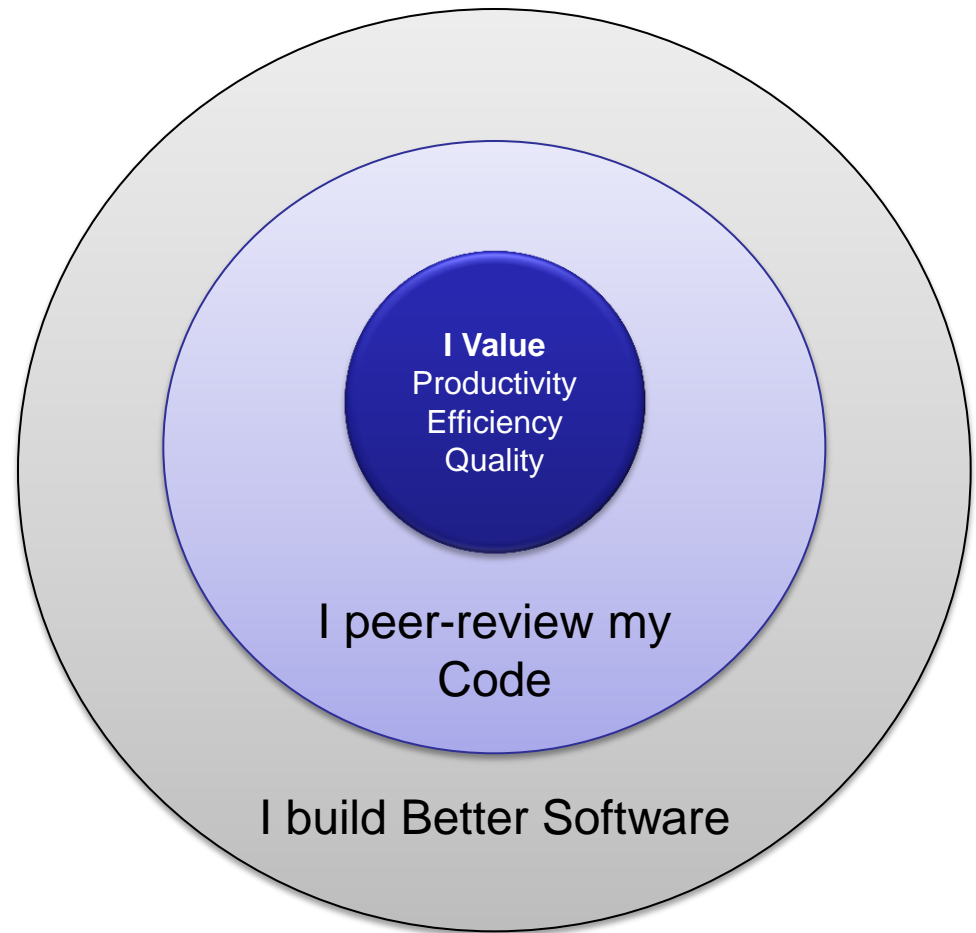 I Value
Productivity
Efficiency
Quality
I peer-review my
Code
I build Better Software